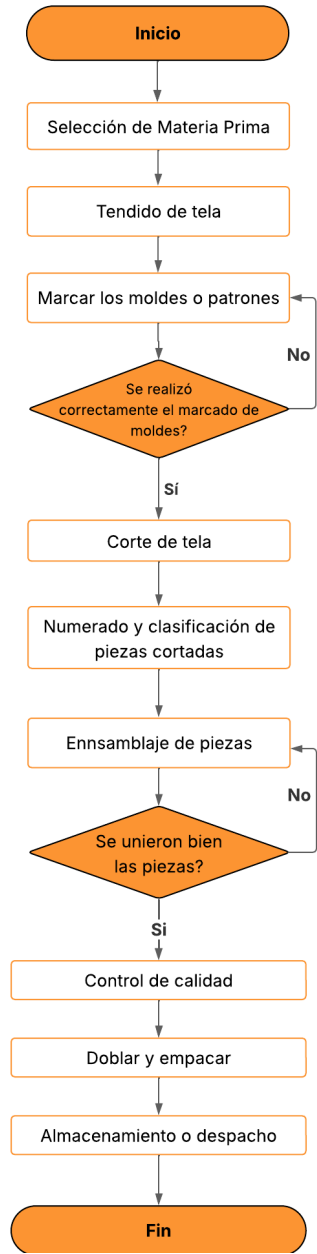 Inicio
Selección de Materia Prima
Tendido de tela
Marcar los moldes o patrones
No
Se realizó
correctamente el marcado de
moldes?
Sí
Corte de tela
Numerado y clasificación de
piezas cortadas
Ennsamblaje de piezas
No
Se unieron bien
las piezas?
Si
Control de calidad
Doblar y empacar
Almacenamiento o despacho
Fin